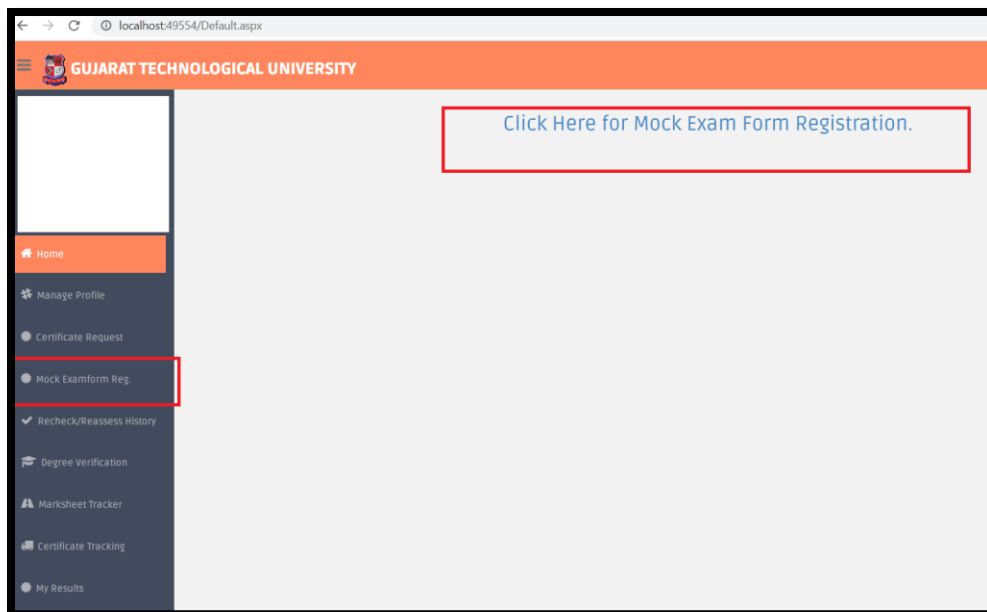 localhost:49554/Default.aspx
GUJARAT TECHNOLOGICAL UNIVERSITY
Click Here for Mock Exam Form Registration.
Home
Manage Profile
Certificate Request
Mock Examform Reg.
Recheck/Reassess History
Degree Verification
Marksheet Tracker
Certificate Tracking
My Results